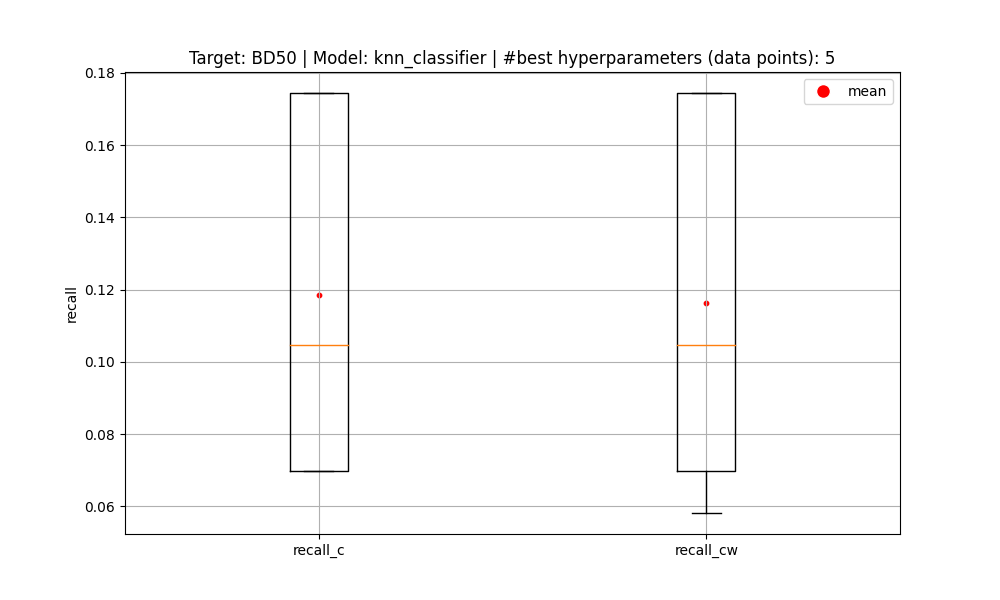 Target: BD50 | Model: knn_classifier | #best hyperparameters (data points): 5
mean
0.18
0.16
0.14
0.12
0.10
0.08
0.06
recall
recall_c
recall_cw